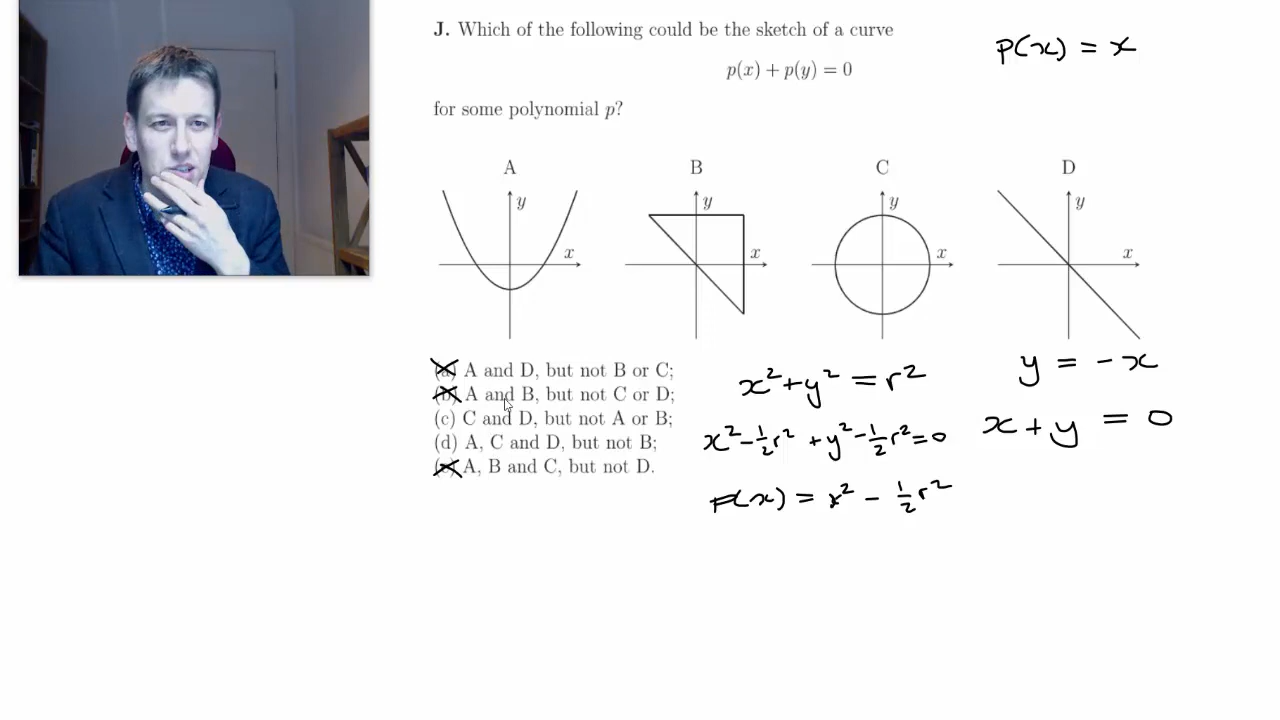 J. Which of the following could be the sketch of a curve
p(x) + p(y) = 0
for some polynomial p?
p(x) = x
A B C D
y y y y
x x x x
(a) A and D, but not B or C;
(b) A and B, but not C or D;
(c) C and D, but not A or B;
(d) A, C and D, but not B;
(e) A, B and C, but not D.
x² + y² = r²
x² - ½r² + y² - ½r² = 0
p(x) = x² - ½r²
y = -x
x + y = 0